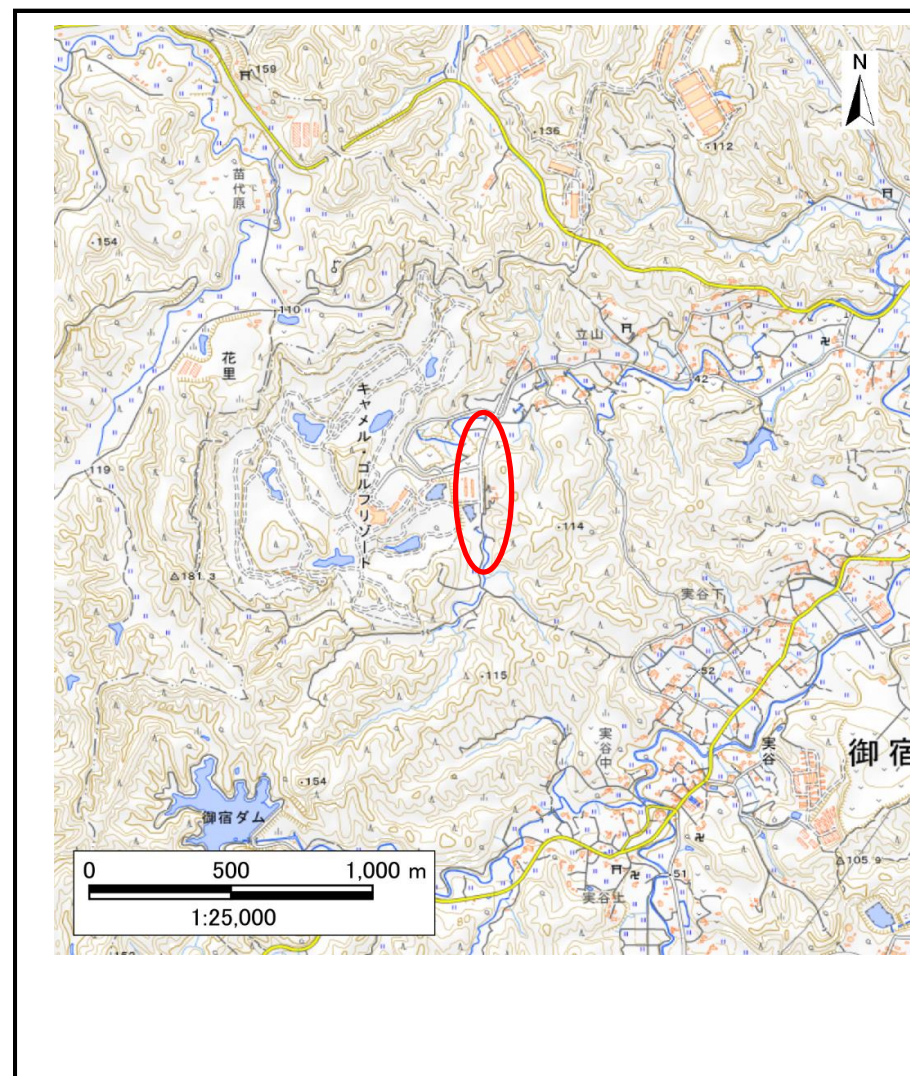 N
159
136
112
苗代原
154
110
立山
花里
42
キャメル・ゴルフリゾート
119
114
181.3
実谷下
52
115
実谷中
実谷
御宿
154
御宿ダム
0 500 1,000 m
1:25,000
105.9
51
実谷上